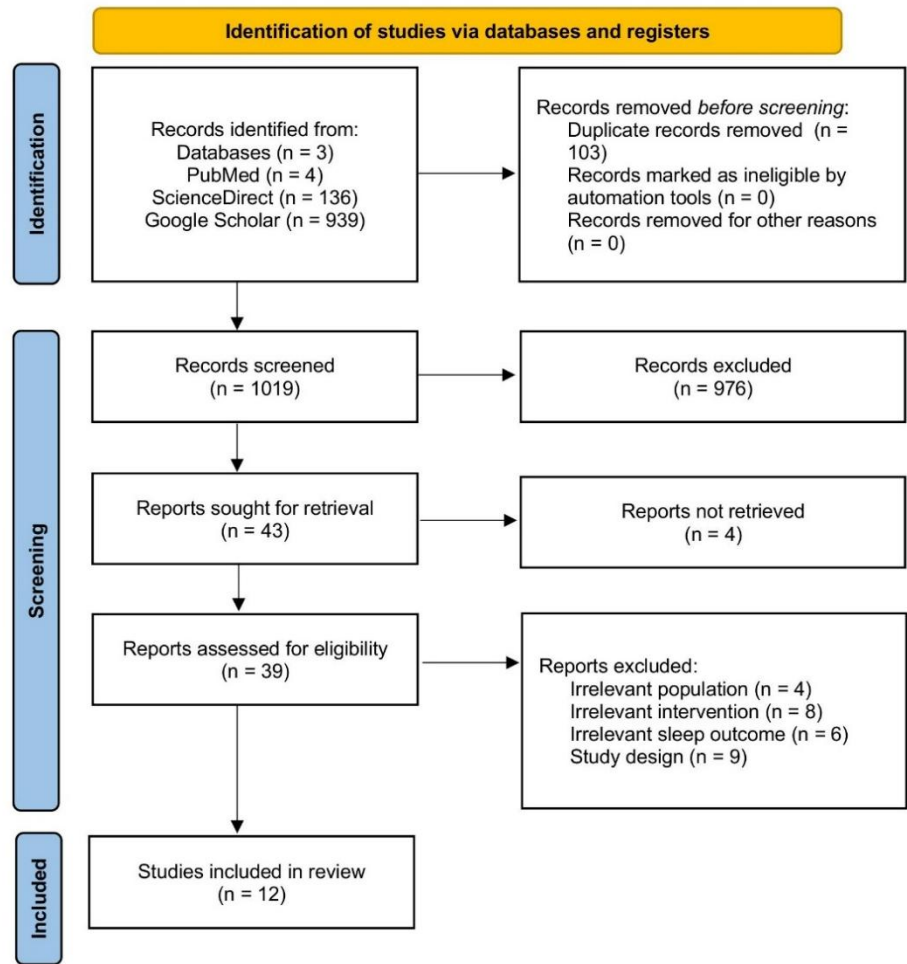 Identification of studies via databases and registers
Identification
Records identified from:
Databases (n = 3)
PubMed (n = 4)
ScienceDirect (n = 136)
Google Scholar (n = 939)
Records removed before screening:
Duplicate records removed (n =
103)
Records marked as ineligible by
automation tools (n = 0)
Records removed for other reasons
(n = 0)
Screening
Records screened
(n = 1019)
Records excluded
(n = 976)
Reports sought for retrieval
(n = 43)
Reports not retrieved
(n = 4)
Reports assessed for eligibility
(n = 39)
Reports excluded:
Irrelevant population (n = 4)
Irrelevant intervention (n = 8)
Irrelevant sleep outcome (n = 6)
Study design (n = 9)
Included
Studies included in review
(n = 12)